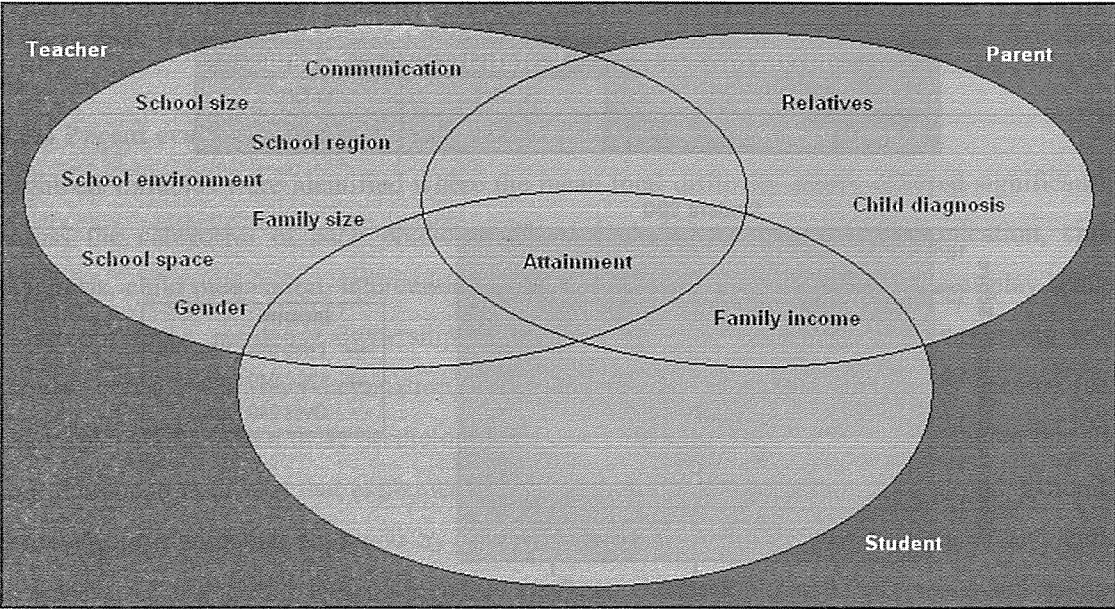 Teacher
Parent
Communication
School size
Relatives
School region
School environment
Child diagnosis
Family size
School space
Attainment
Gender
Family income
Student